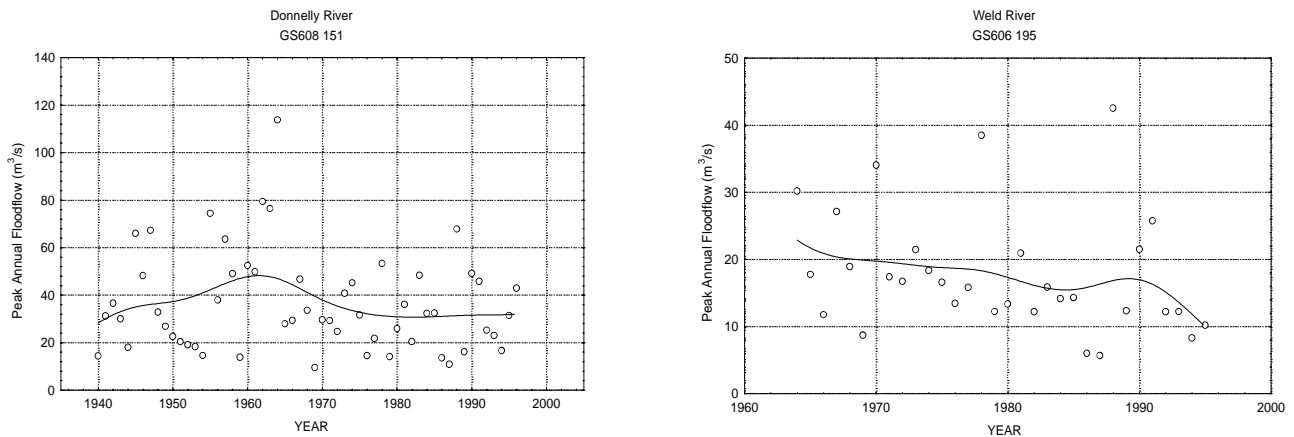 Donnelly River
GS608 151
Peak Annual Floodflow (m³/s)
140
120
100
80
60
40
20
0
1940 1950 1960 1970 1980 1990 2000
YEAR
Weld River
GS606 195
Peak Annual Floodflow (m³/s)
50
40
30
20
10
0
1960 1970 1980 1990 2000
YEAR